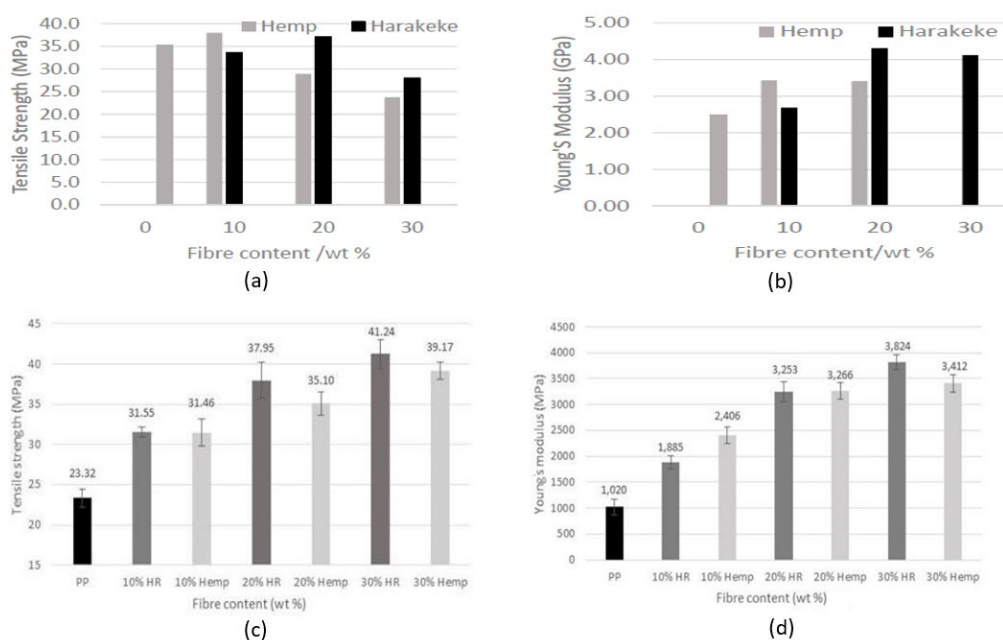 Hemp Harakeke
Tensile Strength (MPa)
40.0
35.0
30.0
25.0
20.0
15.0
10.0
5.0
0.0
0 10 20 30
Fibre content /wt %
(a)
Hemp Harakeke
Young'S Modulus (GPa)
5.00
4.00
3.00
2.00
1.00
0.00
0 10 20 30
Fibre content/wt %
(b)
Tensile strength (MPa)
45
40
35
30
25
20
15
23.32
31.55
31.46
37.95
35.10
41.24
39.17
PP 10% HR 10% Hemp 20% HR 20% Hemp 30% HR 30% Hemp
Fibre content (wt %)
(c)
Young's modulus (MPa)
4500
4000
3500
3000
2500
2000
1500
1000
500
0
1,020
1,885
2,406
3,253
3,266
3,824
3,412
PP 10% HR 10% Hemp 20% HR 20% Hemp 30% HR 30% Hemp
Fibre content (wt %)
(d)